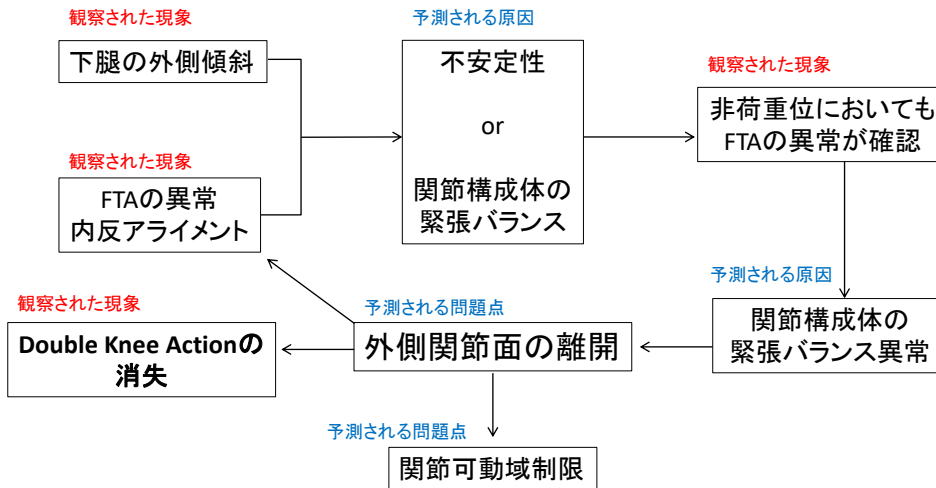 観察された現象
下腿の外側傾斜
観察された現象
FTAの異常
内反アライメント
予測される原因
不安定性
or
関節構成体の
緊張バランス
観察された現象
非荷重位においても
FTAの異常が確認
予測される原因
関節構成体の
緊張バランス異常
予測される問題点
外側関節面の離開
観察された現象
Double Knee Actionの
消失
予測される問題点
関節可動域制限